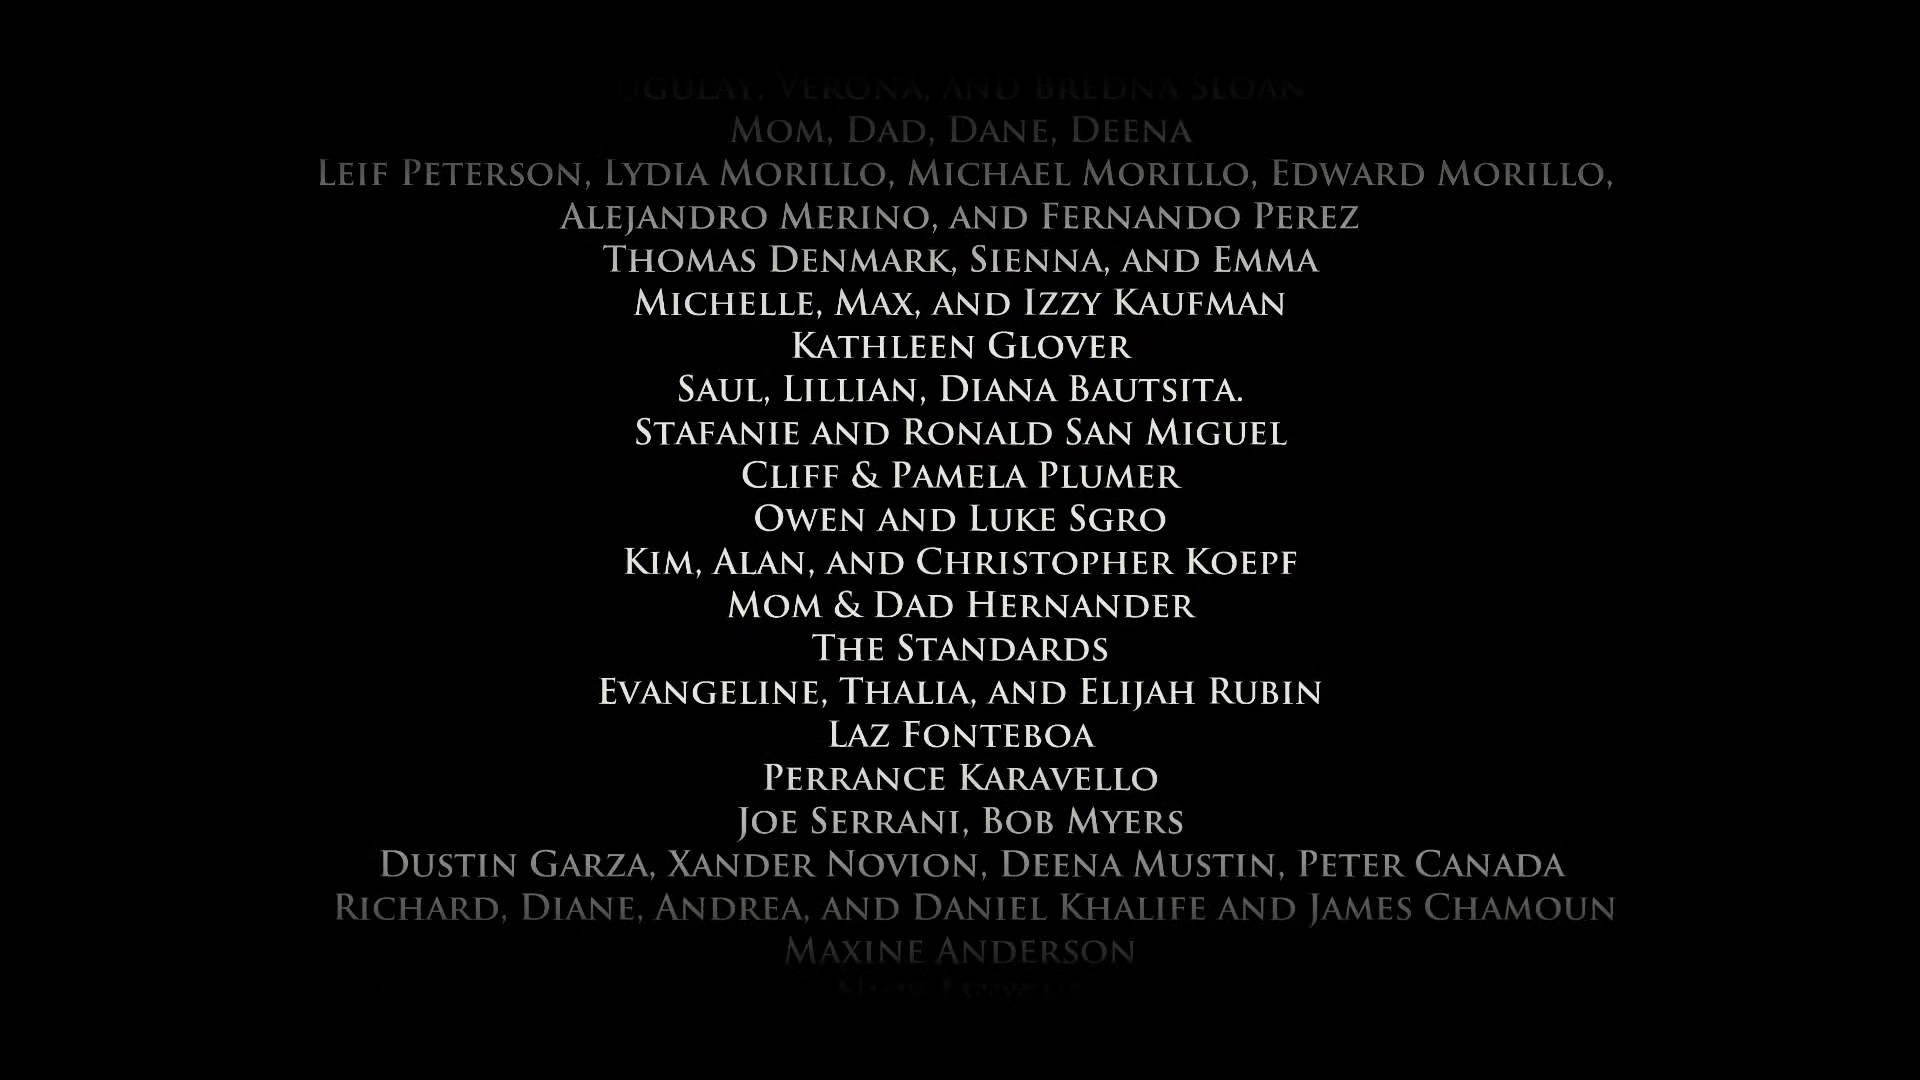 Verona, and Bredna Sloan
Mom, Dad, Dane, Deena
Leif Peterson, Lydia Morillo, Michael Morillo, Edward Morillo,
Alejandro Merino, and Fernando Perez
Thomas Denmark, Sienna, and Emma
Michelle, Max, and Izzy Kaufman
Kathleen Glover
Saul, Lillian, Diana Bautsita.
Stafanie and Ronald San Miguel
Cliff & Pamela Plumer
Owen and Luke Sgro
Kim, Alan, and Christopher Koepf
Mom & Dad Hernander
The Standards
Evangeline, Thalia, and Elijah Rubin
Laz Fonteboa
Perrance Karavello
Joe Serrani, Bob Myers
Dustin Garza, Xander Novion, Deena Mustin, Peter Canada
Richard, Diane, Andrea, and Daniel Khalife and James Chamoun
Maxine Anderson